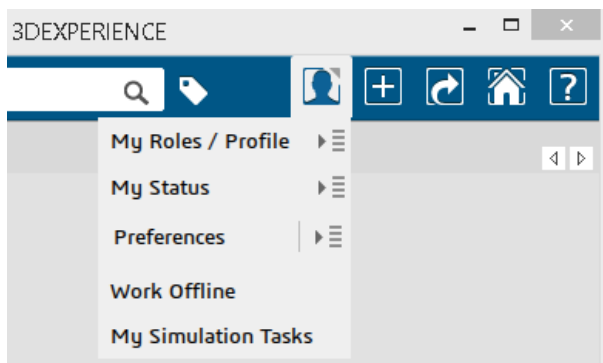 3DEXPERIENCE
My Roles / Profile
My Status
Preferences
Work Offline
My Simulation Tasks